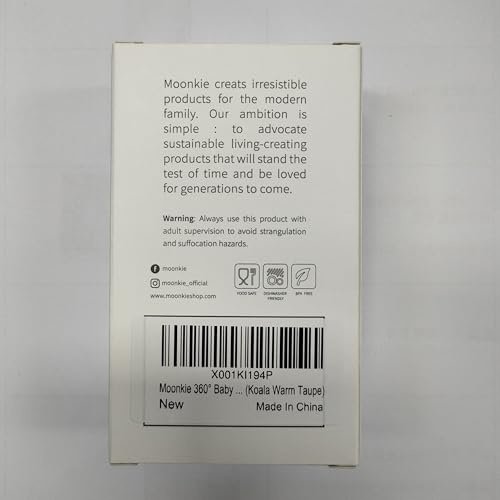 Moonkie creats irresistible
products for the modern
family. Our ambition is
simple : to advocate
sustainable living-creating
products that will stand the
test of time and be loved
for generations to come.
Warning: Always use this product with
adult supervision to avoid strangulation
and suffocation hazards.
moonkie
moonkie_official
www.moonkieshop.com
FOOD SAFE
DISHWASHER
FRIENDLY
BPA FREE
X001KI194P
Moonkie 360° Baby ... (Koala Warm Taupe)
New
Made In China